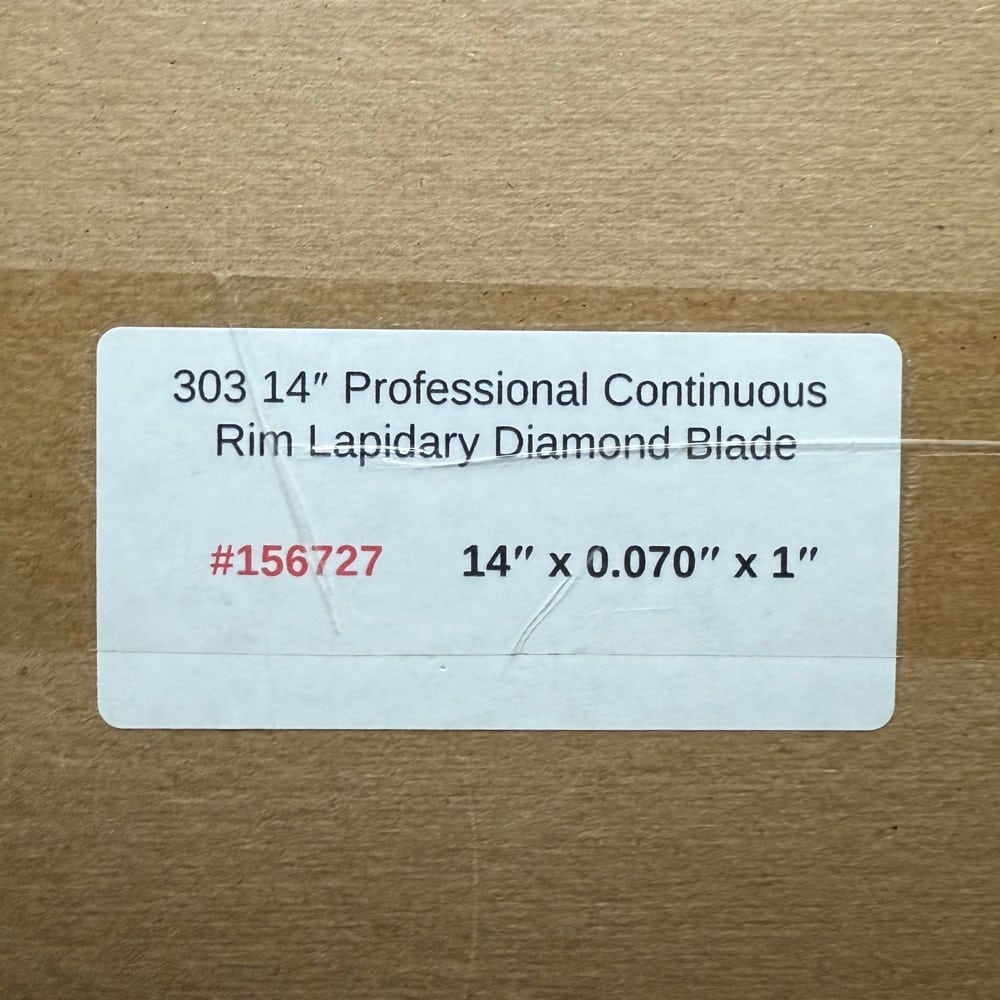 303 14″ Professional Continuous
Rim Lapidary Diamond Blade
#156727 14″ x 0.070″ x 1″